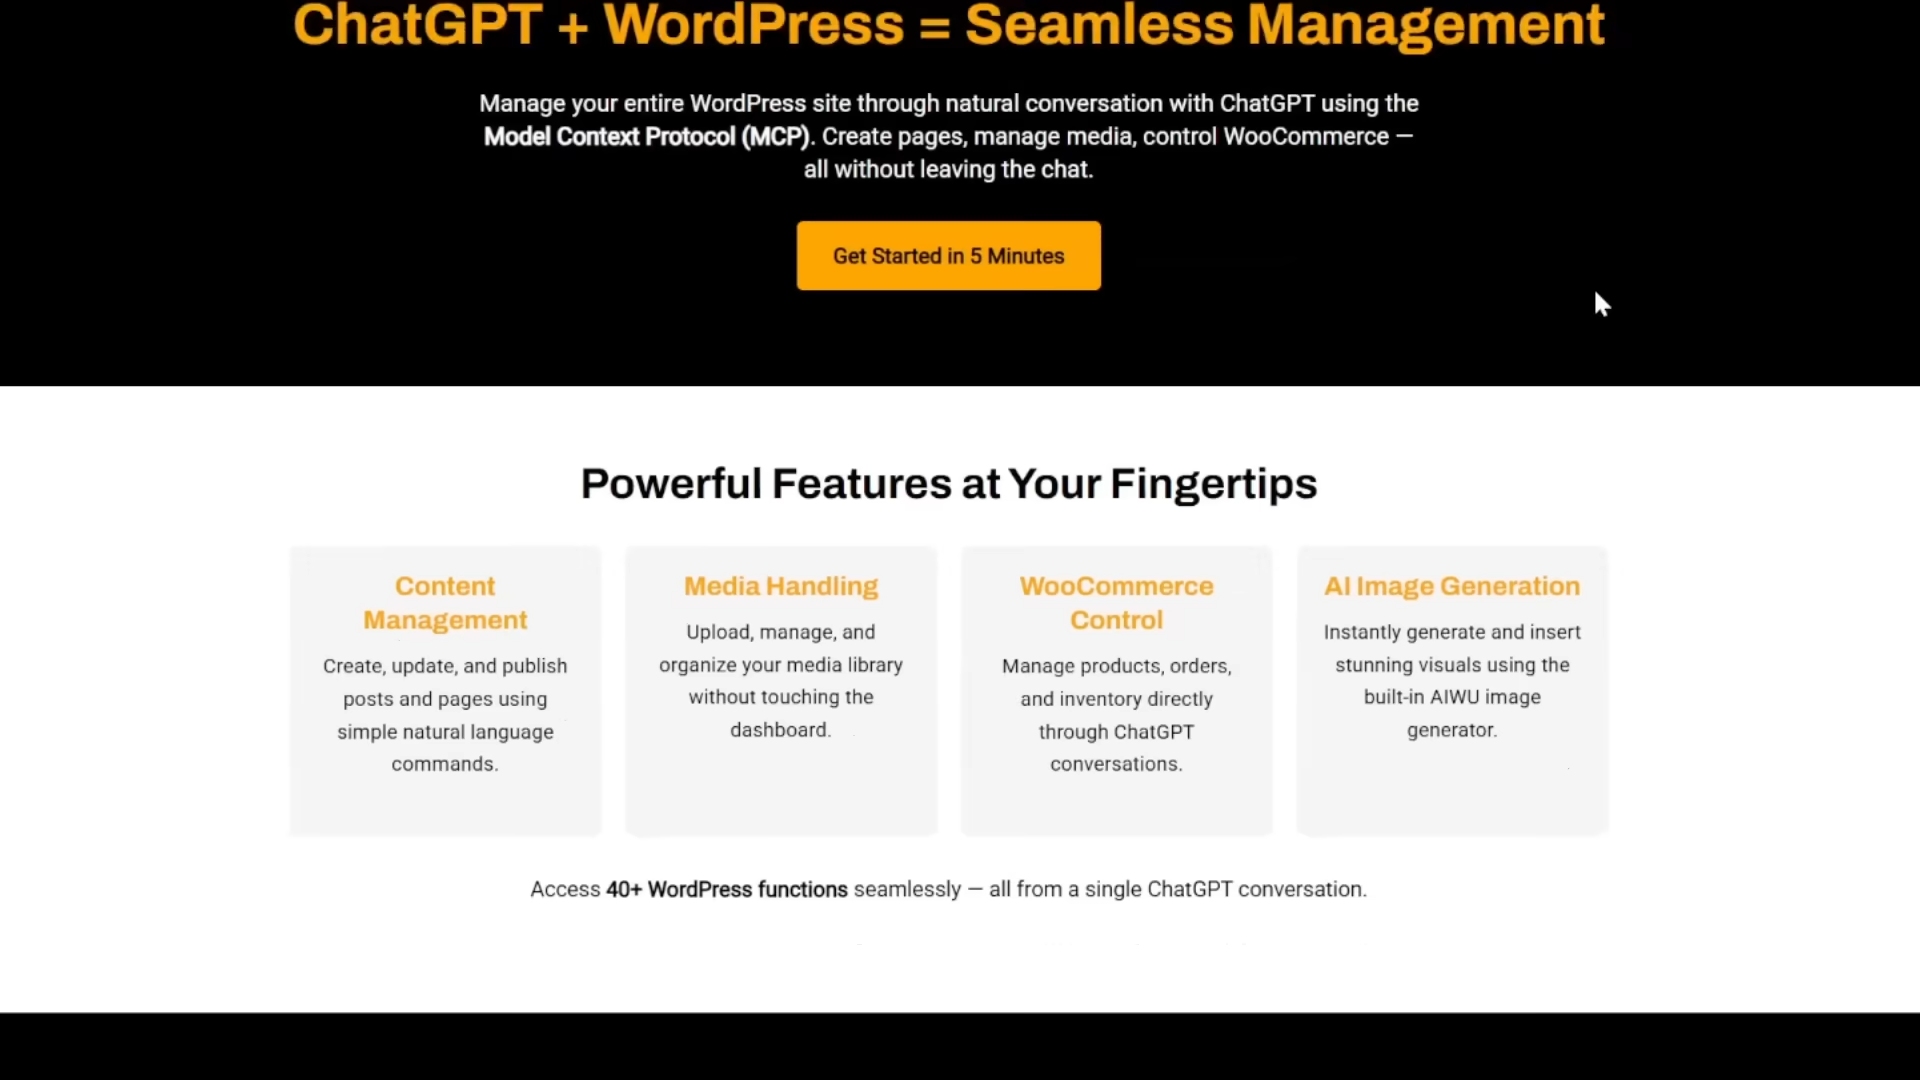 ChatGPT + WordPress = Seamless Management
Manage your entire WordPress site through natural conversation with ChatGPT using the
Model Context Protocol (MCP). Create pages, manage media, control WooCommerce —
all without leaving the chat.
Get Started in 5 Minutes
Powerful Features at Your Fingertips
Content
Management
Create, update, and publish
posts and pages using
simple natural language
commands.
Media Handling
Upload, manage, and
organize your media library
without touching the
dashboard.
WooCommerce
Control
Manage products, orders,
and inventory directly
through ChatGPT
conversations.
AI Image Generation
Instantly generate and insert
stunning visuals using the
built-in AIWU image
generator.
Access 40+ WordPress functions seamlessly — all from a single ChatGPT conversation.